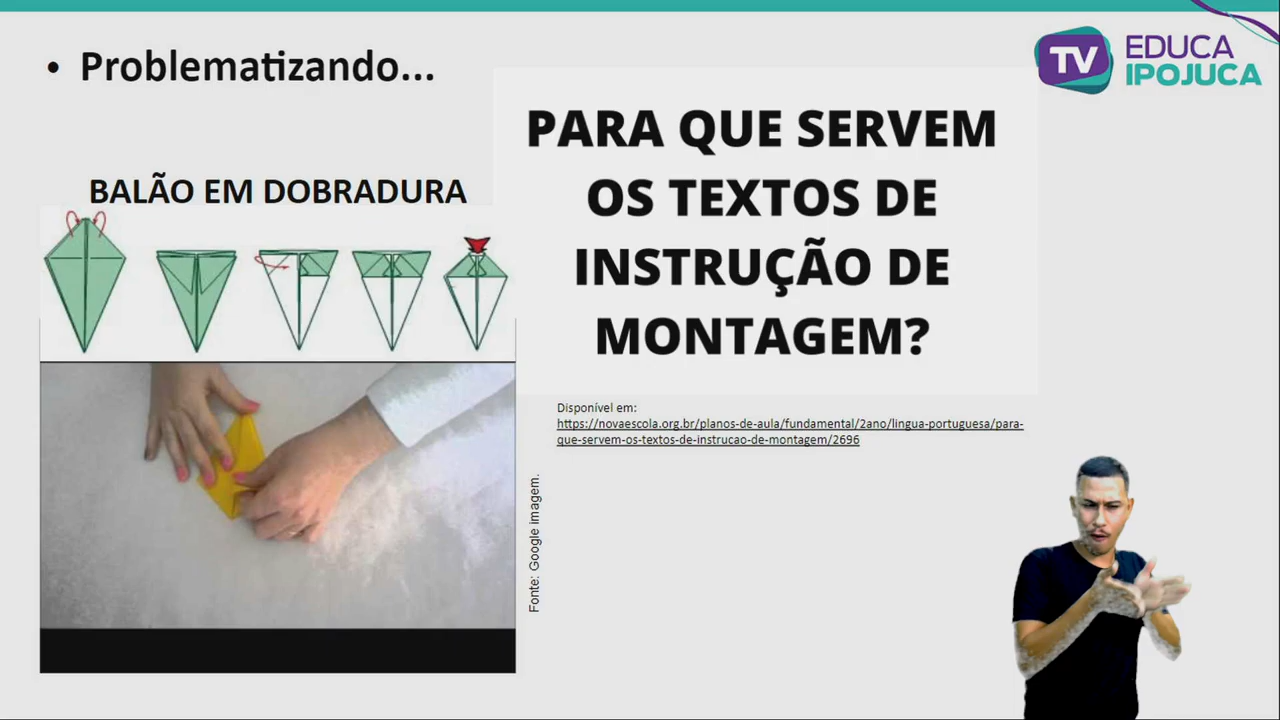 • Problematizando...
TV EDUCA
IPOJUCA
PARA QUE SERVEM
OS TEXTOS DE
INSTRUÇÃO DE
MONTAGEM?
BALÃO EM DOBRADURA
Disponível em:
https://novaescola.org.br/planos-de-aula/fundamental/2ano/lingua-portuguesa/para-
que-servem-os-textos-de-instrucao-de-montagem/2696
Fonte: Google imagem.